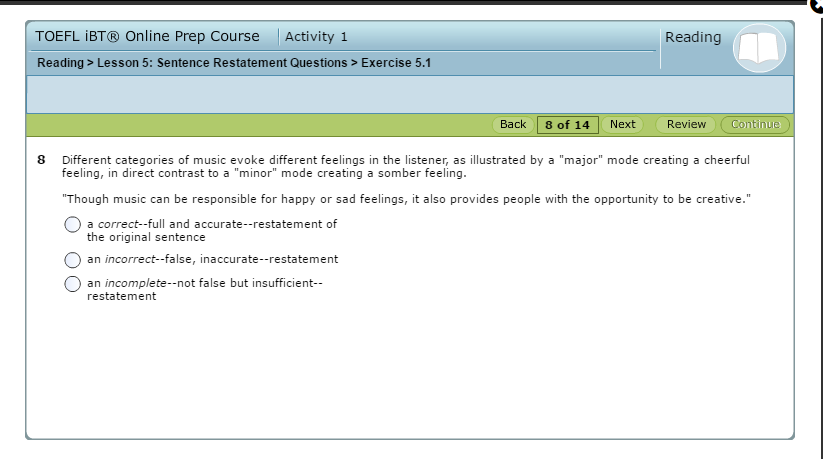 TOEFL iBT® Online Prep Course Activity 1 Reading
Reading > Lesson 5: Sentence Restatement Questions > Exercise 5.1
Back 8 of 14 Next Review Continue
8 Different categories of music evoke different feelings in the listener, as illustrated by a "major" mode creating a cheerful
feeling, in direct contrast to a "minor" mode creating a somber feeling.
"Though music can be responsible for happy or sad feelings, it also provides people with the opportunity to be creative."
a correct--full and accurate--restatement of
the original sentence
an incorrect--false, inaccurate--restatement
an incomplete--not false but insufficient--
restatement